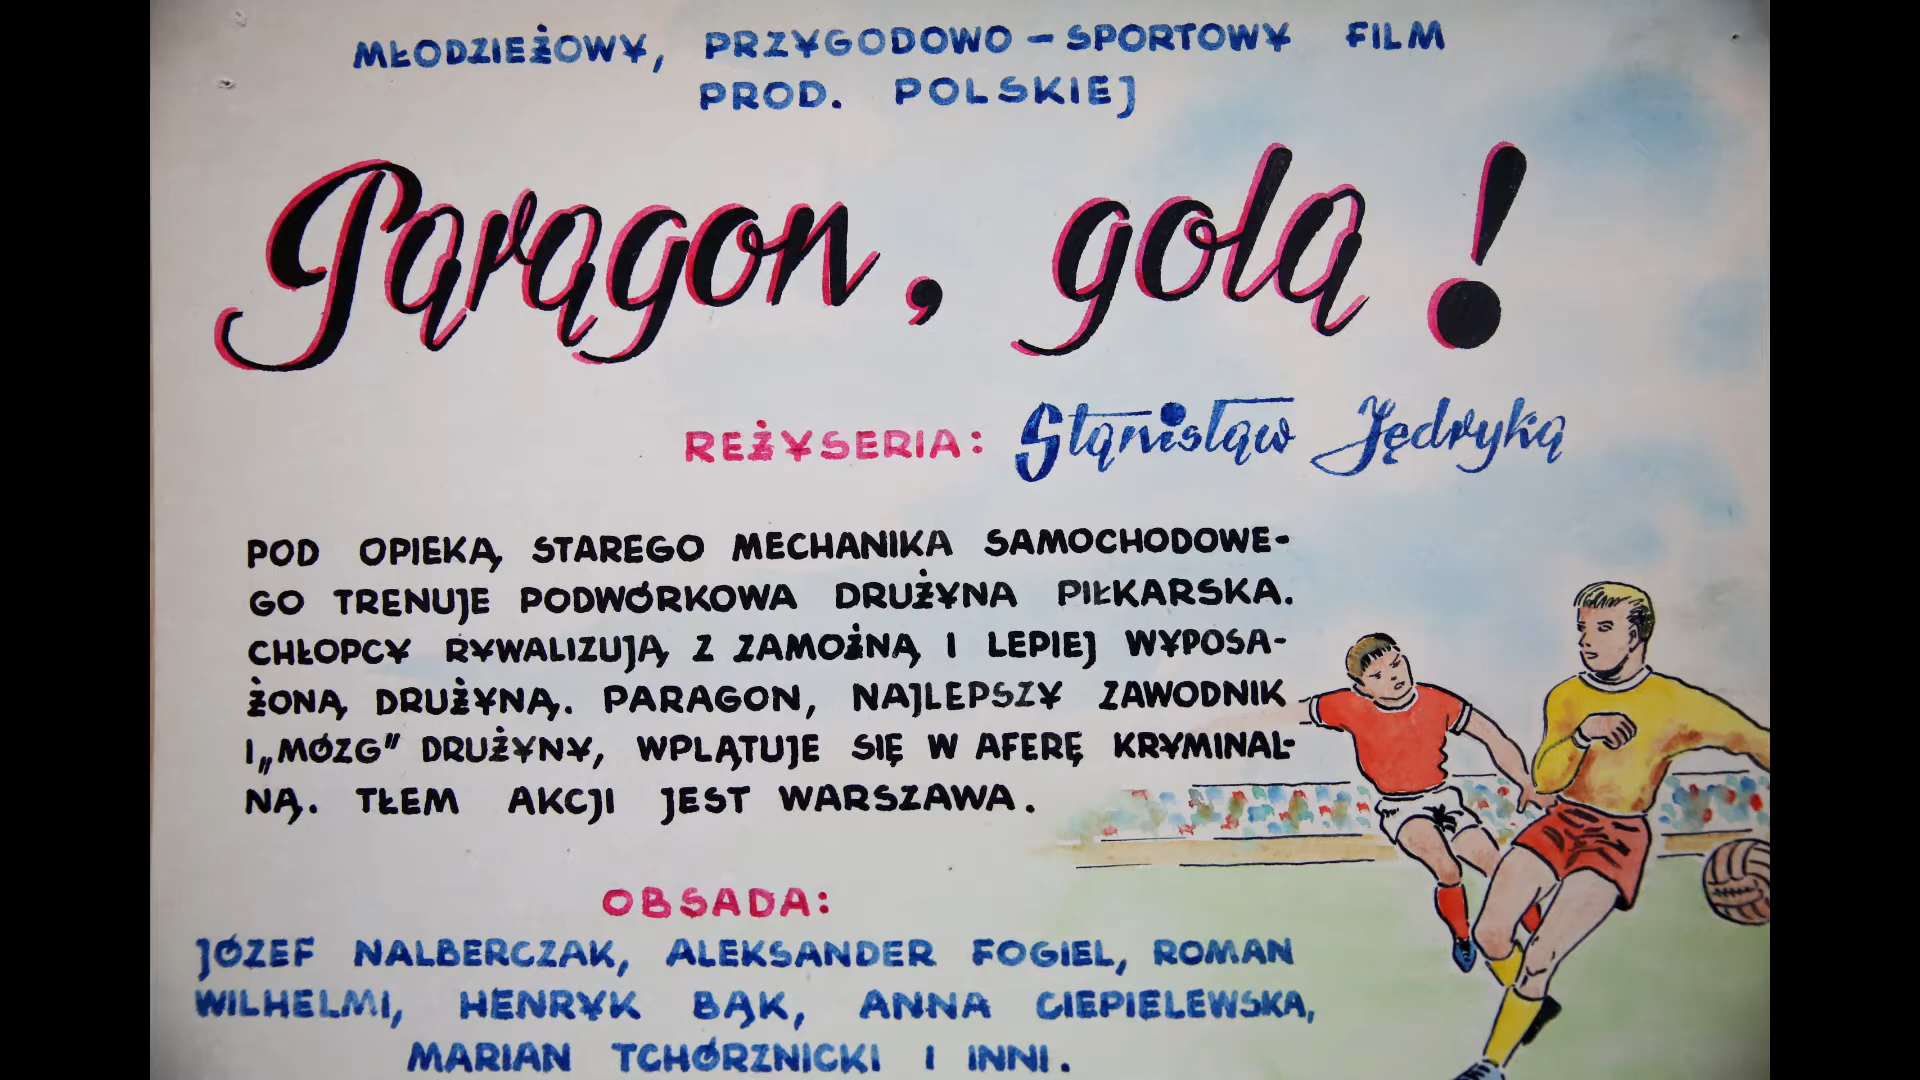 MŁODZIEŻOWY, PRZYGODOWO - SPORTOWY FILM
PROD. POLSKIEJ
Paragon, gola!
REŻYSERIA: Stanisław Jędryka
POD OPIEKĄ STAREGO MECHANIKA SAMOCHODOWE-
GO TRENUJE PODWÓRKOWA DRUŻYNA PIŁKARSKA.
CHŁOPCY RYWALIZUJĄ Z ZAMOŻNĄ I LEPIEJ WYPOSA-
ŻONĄ DRUŻYNĄ. PARAGON, NAJLEPSZY ZAWODNIK
I „MÓZG" DRUŻYNY, WPLĄTUJE SIĘ W AFERĘ KRYMINAL-
NĄ. TŁEM AKCJI JEST WARSZAWA.
OBSADA:
JÓZEF NALBERCZAK, ALEKSANDER FOGIEL, ROMAN
WILHELMI, HENRYK BĄK, ANNA CIEPIELEWSKA,
MARIAN TCHÓRZNICKI I INNI.